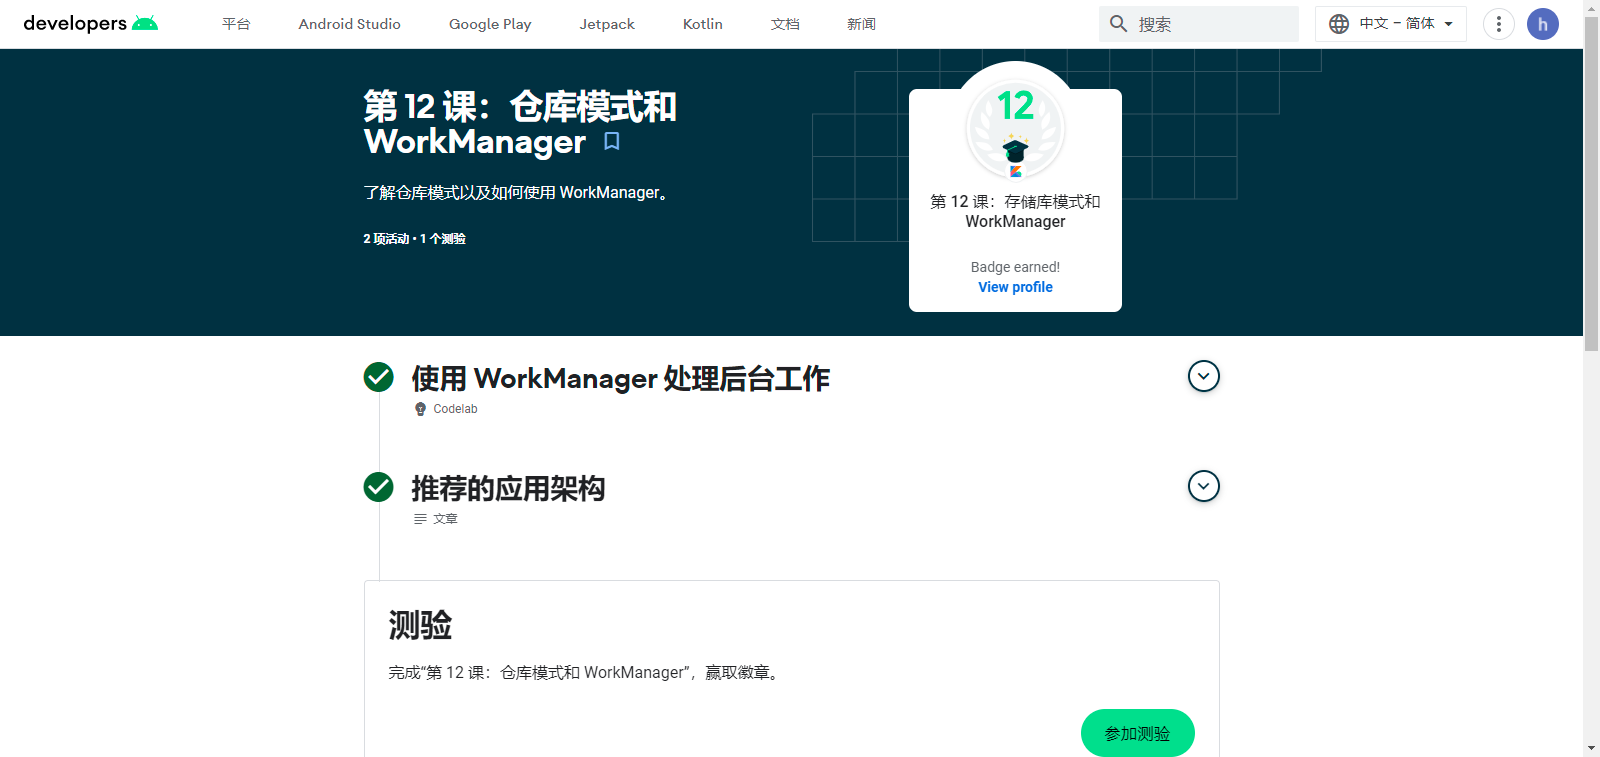 developers
平台
Android Studio
Google Play
Jetpack
Kotlin
文档
新闻
搜索
中文 – 简体
h
第 12 课：仓库模式和
WorkManager
了解仓库模式以及如何使用 WorkManager。
2 项活动 • 1 个测验
12
第 12 课：存储库模式和
WorkManager
Badge earned!
View profile
使用 WorkManager 处理后台工作
Codelab
推荐的应用架构
文章
测验
完成“第 12 课：仓库模式和 WorkManager”，赢取徽章。
参加测验